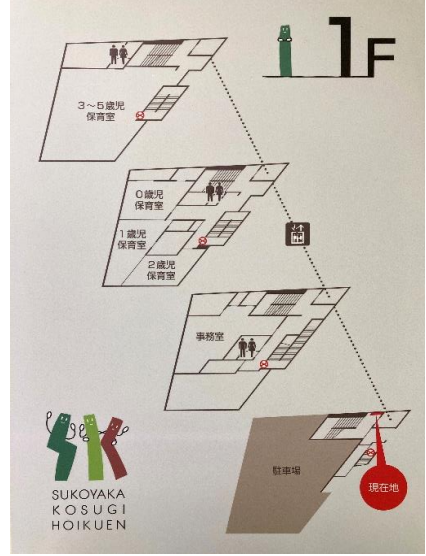 1F
3～5歳児
保育室
0歳児
保育室
1歳児
保育室
2歳児
保育室
事務室
駐車場
現在地
SUKOYAKA
KOSUGI
HOIKUEN